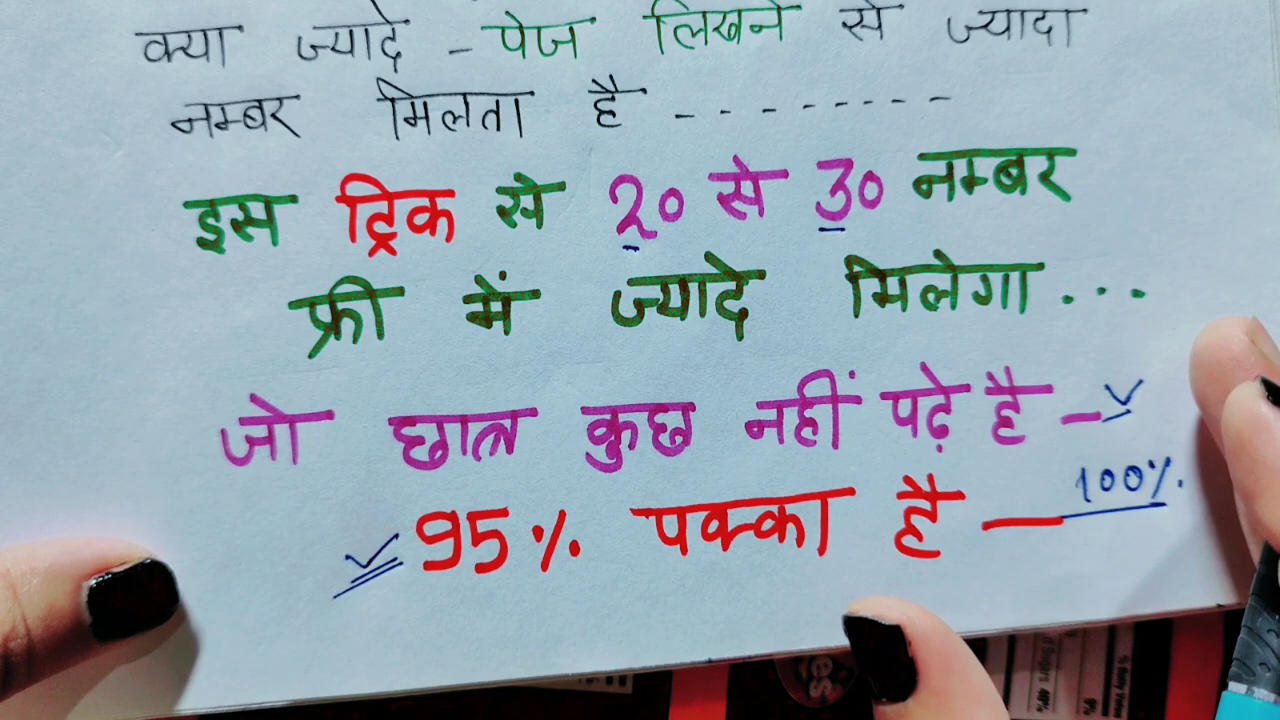 क्या ज्यादे - पेज लिखने से ज्यादा
नम्बर मिलता है --------
इस ट्रिक से 20 से 30 नम्बर
फ्री में ज्यादे मिलेगा...
जो छात्र कुछ नहीं पढ़े है -
95% पक्का है — 100%.